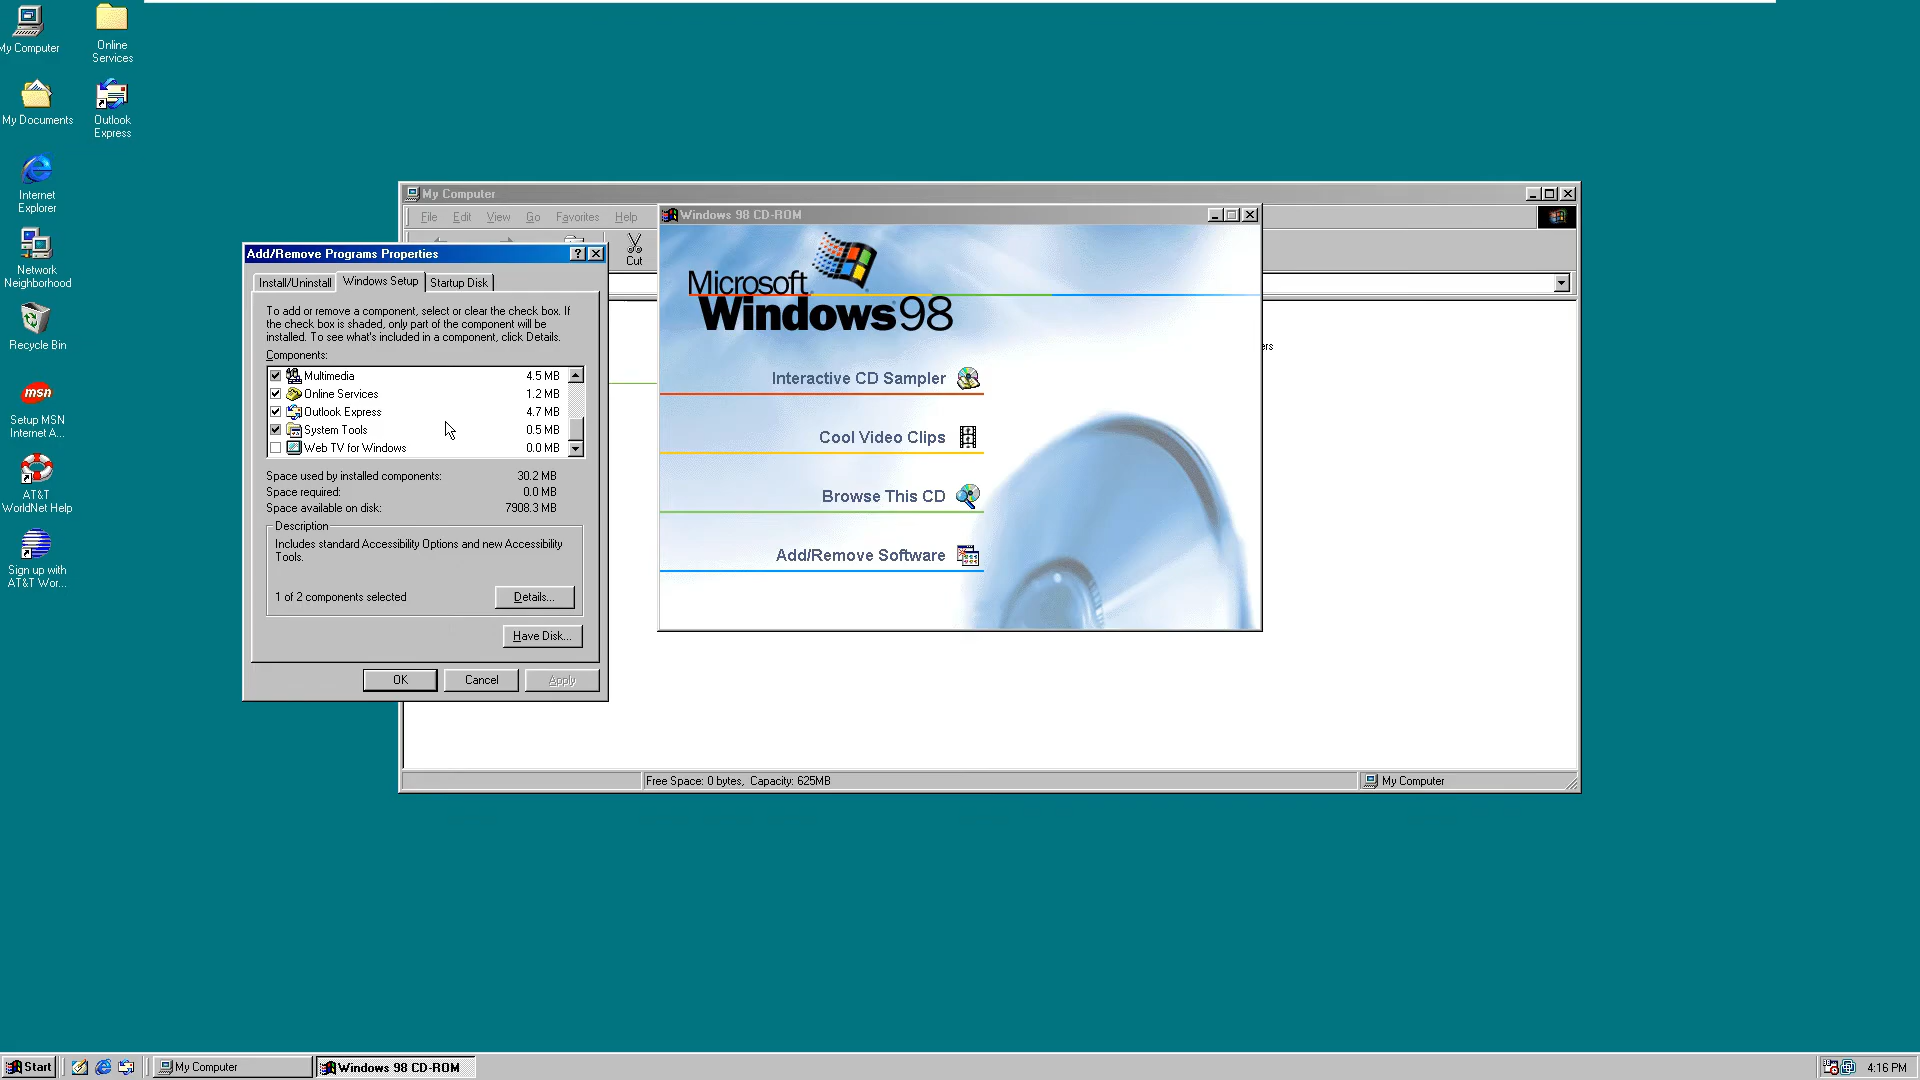 My Computer
Online
Services
My Documents
Outlook
Express
Internet
Explorer
Network
Neighborhood
Recycle Bin
msn
Setup MSN
Internet A...
AT&T
WorldNet Help
Sign up with
AT&T Wor...
My Computer
File Edit View Go Favorites Help
Cut
ers
Free Space: 0 bytes, Capacity: 625MB
My Computer
Add/Remove Programs Properties
Install/Uninstall Windows Setup Startup Disk
To add or remove a component, select or clear the check box. If
the check box is shaded, only part of the component will be
installed. To see what's included in a component, click Details.
Components:
Multimedia 4.5 MB
Online Services 1.2 MB
Outlook Express 4.7 MB
System Tools 0.5 MB
Web TV for Windows 0.0 MB
Space used by installed components: 30.2 MB
Space required: 0.0 MB
Space available on disk: 7908.3 MB
Description
Includes standard Accessibility Options and new Accessibility
Tools.
1 of 2 components selected
Details...
Have Disk...
OK Cancel Apply
Windows 98 CD-ROM
Microsoft
Windows 98
Interactive CD Sampler
Cool Video Clips
Browse This CD
Add/Remove Software
Start My Computer Windows 98 CD-ROM 4:16 PM